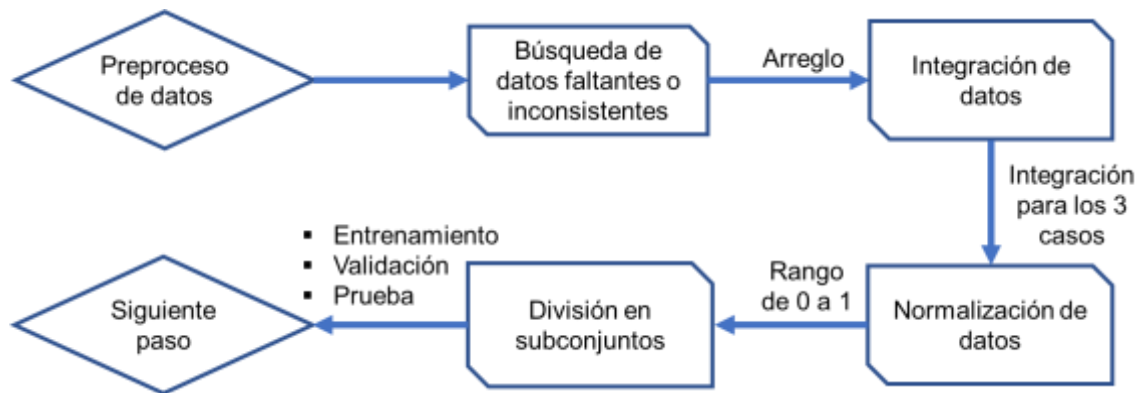 Preproceso
de datos
Búsqueda de
datos faltantes o
inconsistentes
Arreglo
Integración de
datos
Integración
para los 3
casos
Normalización de
datos
Rango
de 0 a 1
División en
subconjuntos
▪ Entrenamiento
▪ Validación
▪ Prueba
Siguiente
paso